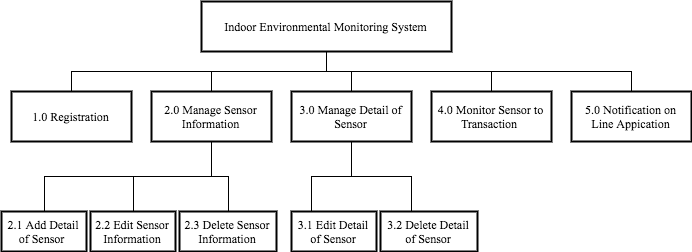 Indoor Environmental Monitoring System
1.0 Registration
2.0 Manage Sensor
Information
3.0 Manage Detail of
Sensor
4.0 Monitor Sensor to
Transaction
5.0 Notification on
Line Appication
2.1 Add Detail
of Sensor
2.2 Edit Sensor
Information
2.3 Delete Sensor
Information
3.1 Edit Detail
of Sensor
3.2 Delete Detail
of Sensor